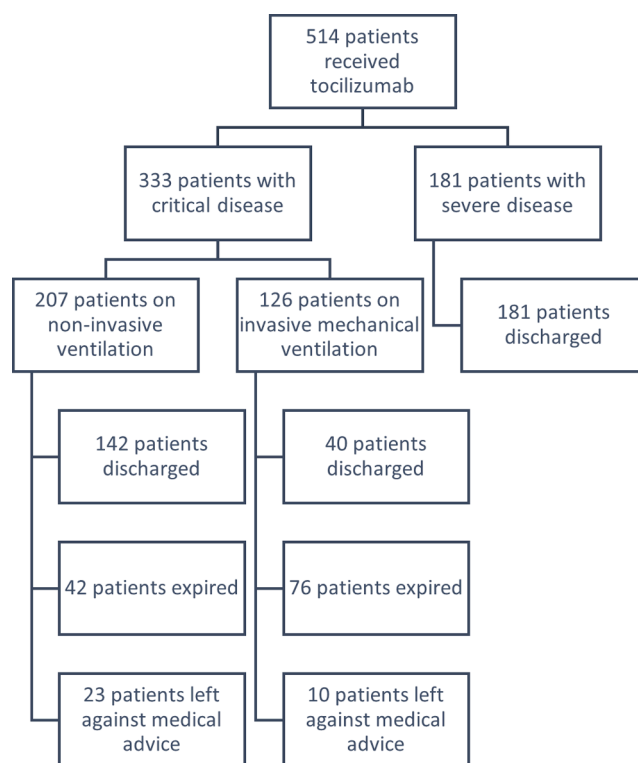 514 patients
received
tocilizumab
333 patients with
critical disease
181 patients with
severe disease
207 patients on
non-invasive
ventilation
126 patients on
invasive mechanical
ventilation
181 patients
discharged
142 patients
discharged
40 patients
discharged
42 patients expired
76 patients expired
23 patients left
against medical
advice
10 patients left
against medical
advice